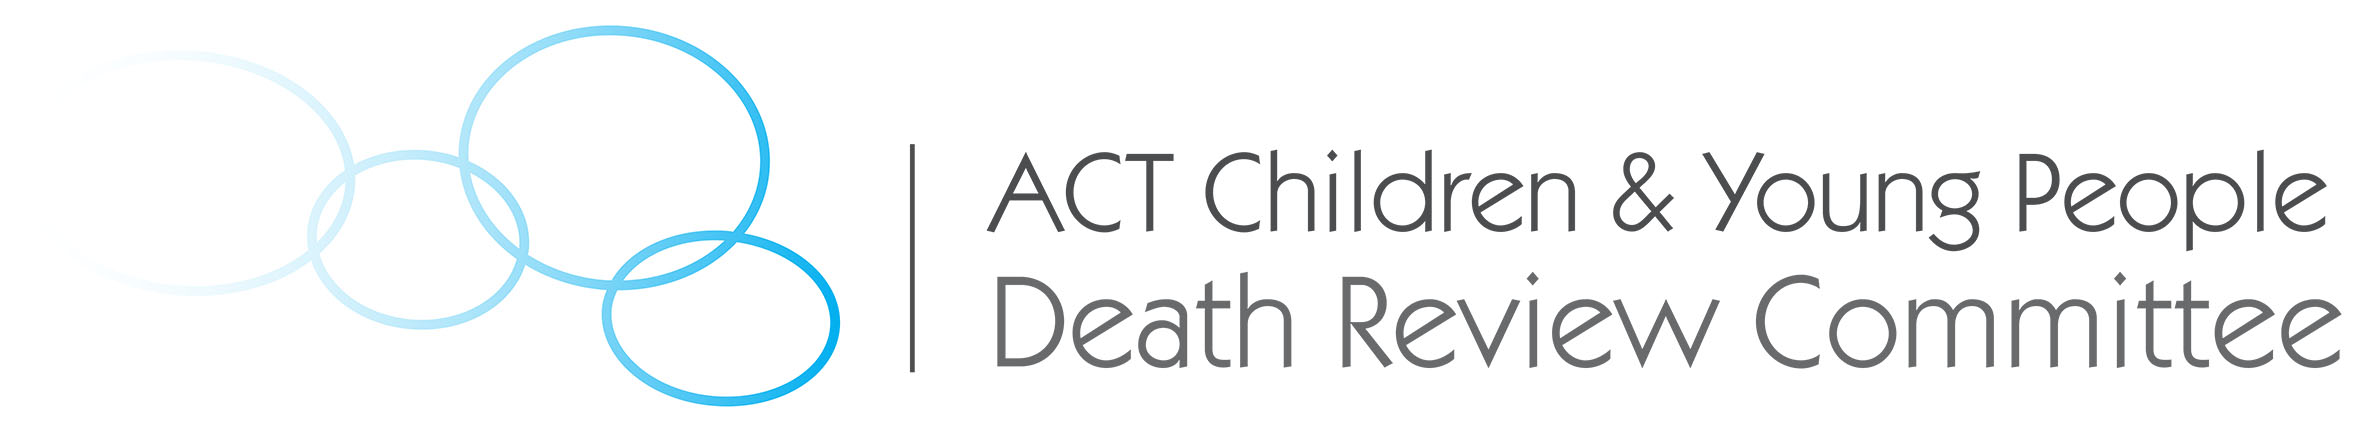 ACT Children & Young People
Death Review Committee